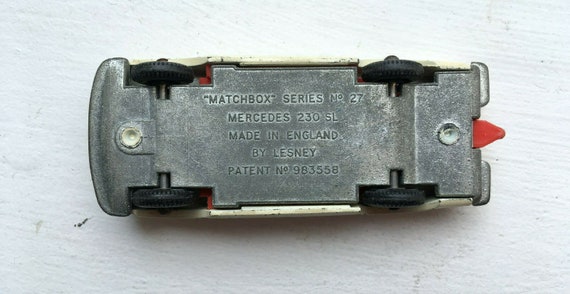 "MATCHBOX" SERIES Nº 27
MERCEDES 230 SL
MADE IN ENGLAND
BY LESNEY
PATENT Nº 983558